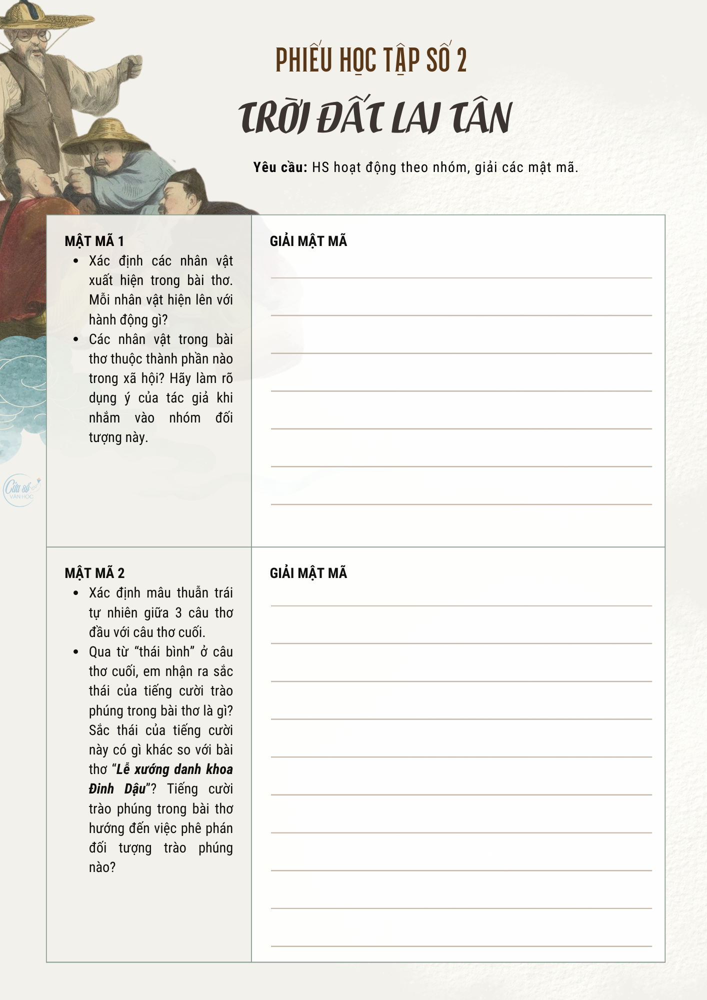 PHIẾU HỌC TẬP SỐ 2
TRỜI ĐẤT LAI TÂN
Yêu cầu: HS hoạt động theo nhóm, giải các mật mã.
MẬT MÃ 1
• Xác định các nhân vật
xuất hiện trong bài thơ.
Mỗi nhân vật hiện lên với
hành động gì?
• Các nhân vật trong bài
thơ thuộc thành phần nào
trong xã hội? Hãy làm rõ
dụng ý của tác giả khi
nhắm vào nhóm đối
tượng này.
GIẢI MẬT MÃ
Cửa sổ
VĂN HỌC
MẬT MÃ 2
• Xác định mâu thuẫn trái
tự nhiên giữa 3 câu thơ
đầu với câu thơ cuối.
• Qua từ “thái bình” ở câu
thơ cuối, em nhận ra sắc
thái của tiếng cười trào
phúng trong bài thơ là gì?
Sắc thái của tiếng cười
này có gì khác so với bài
thơ “Lễ xướng danh khoa
Đinh Dậu”? Tiếng cười
trào phúng trong bài thơ
hướng đến việc phê phán
đối tượng trào phúng
nào?
GIẢI MẬT MÃ